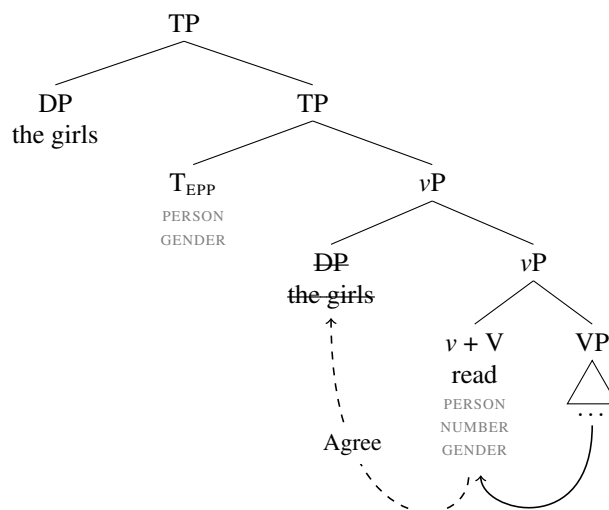 TP
DP TP
the girls
T_EPP vP
PERSON
GENDER
DP vP
the girls
v + V VP
read
PERSON ...
NUMBER
Agree GENDER